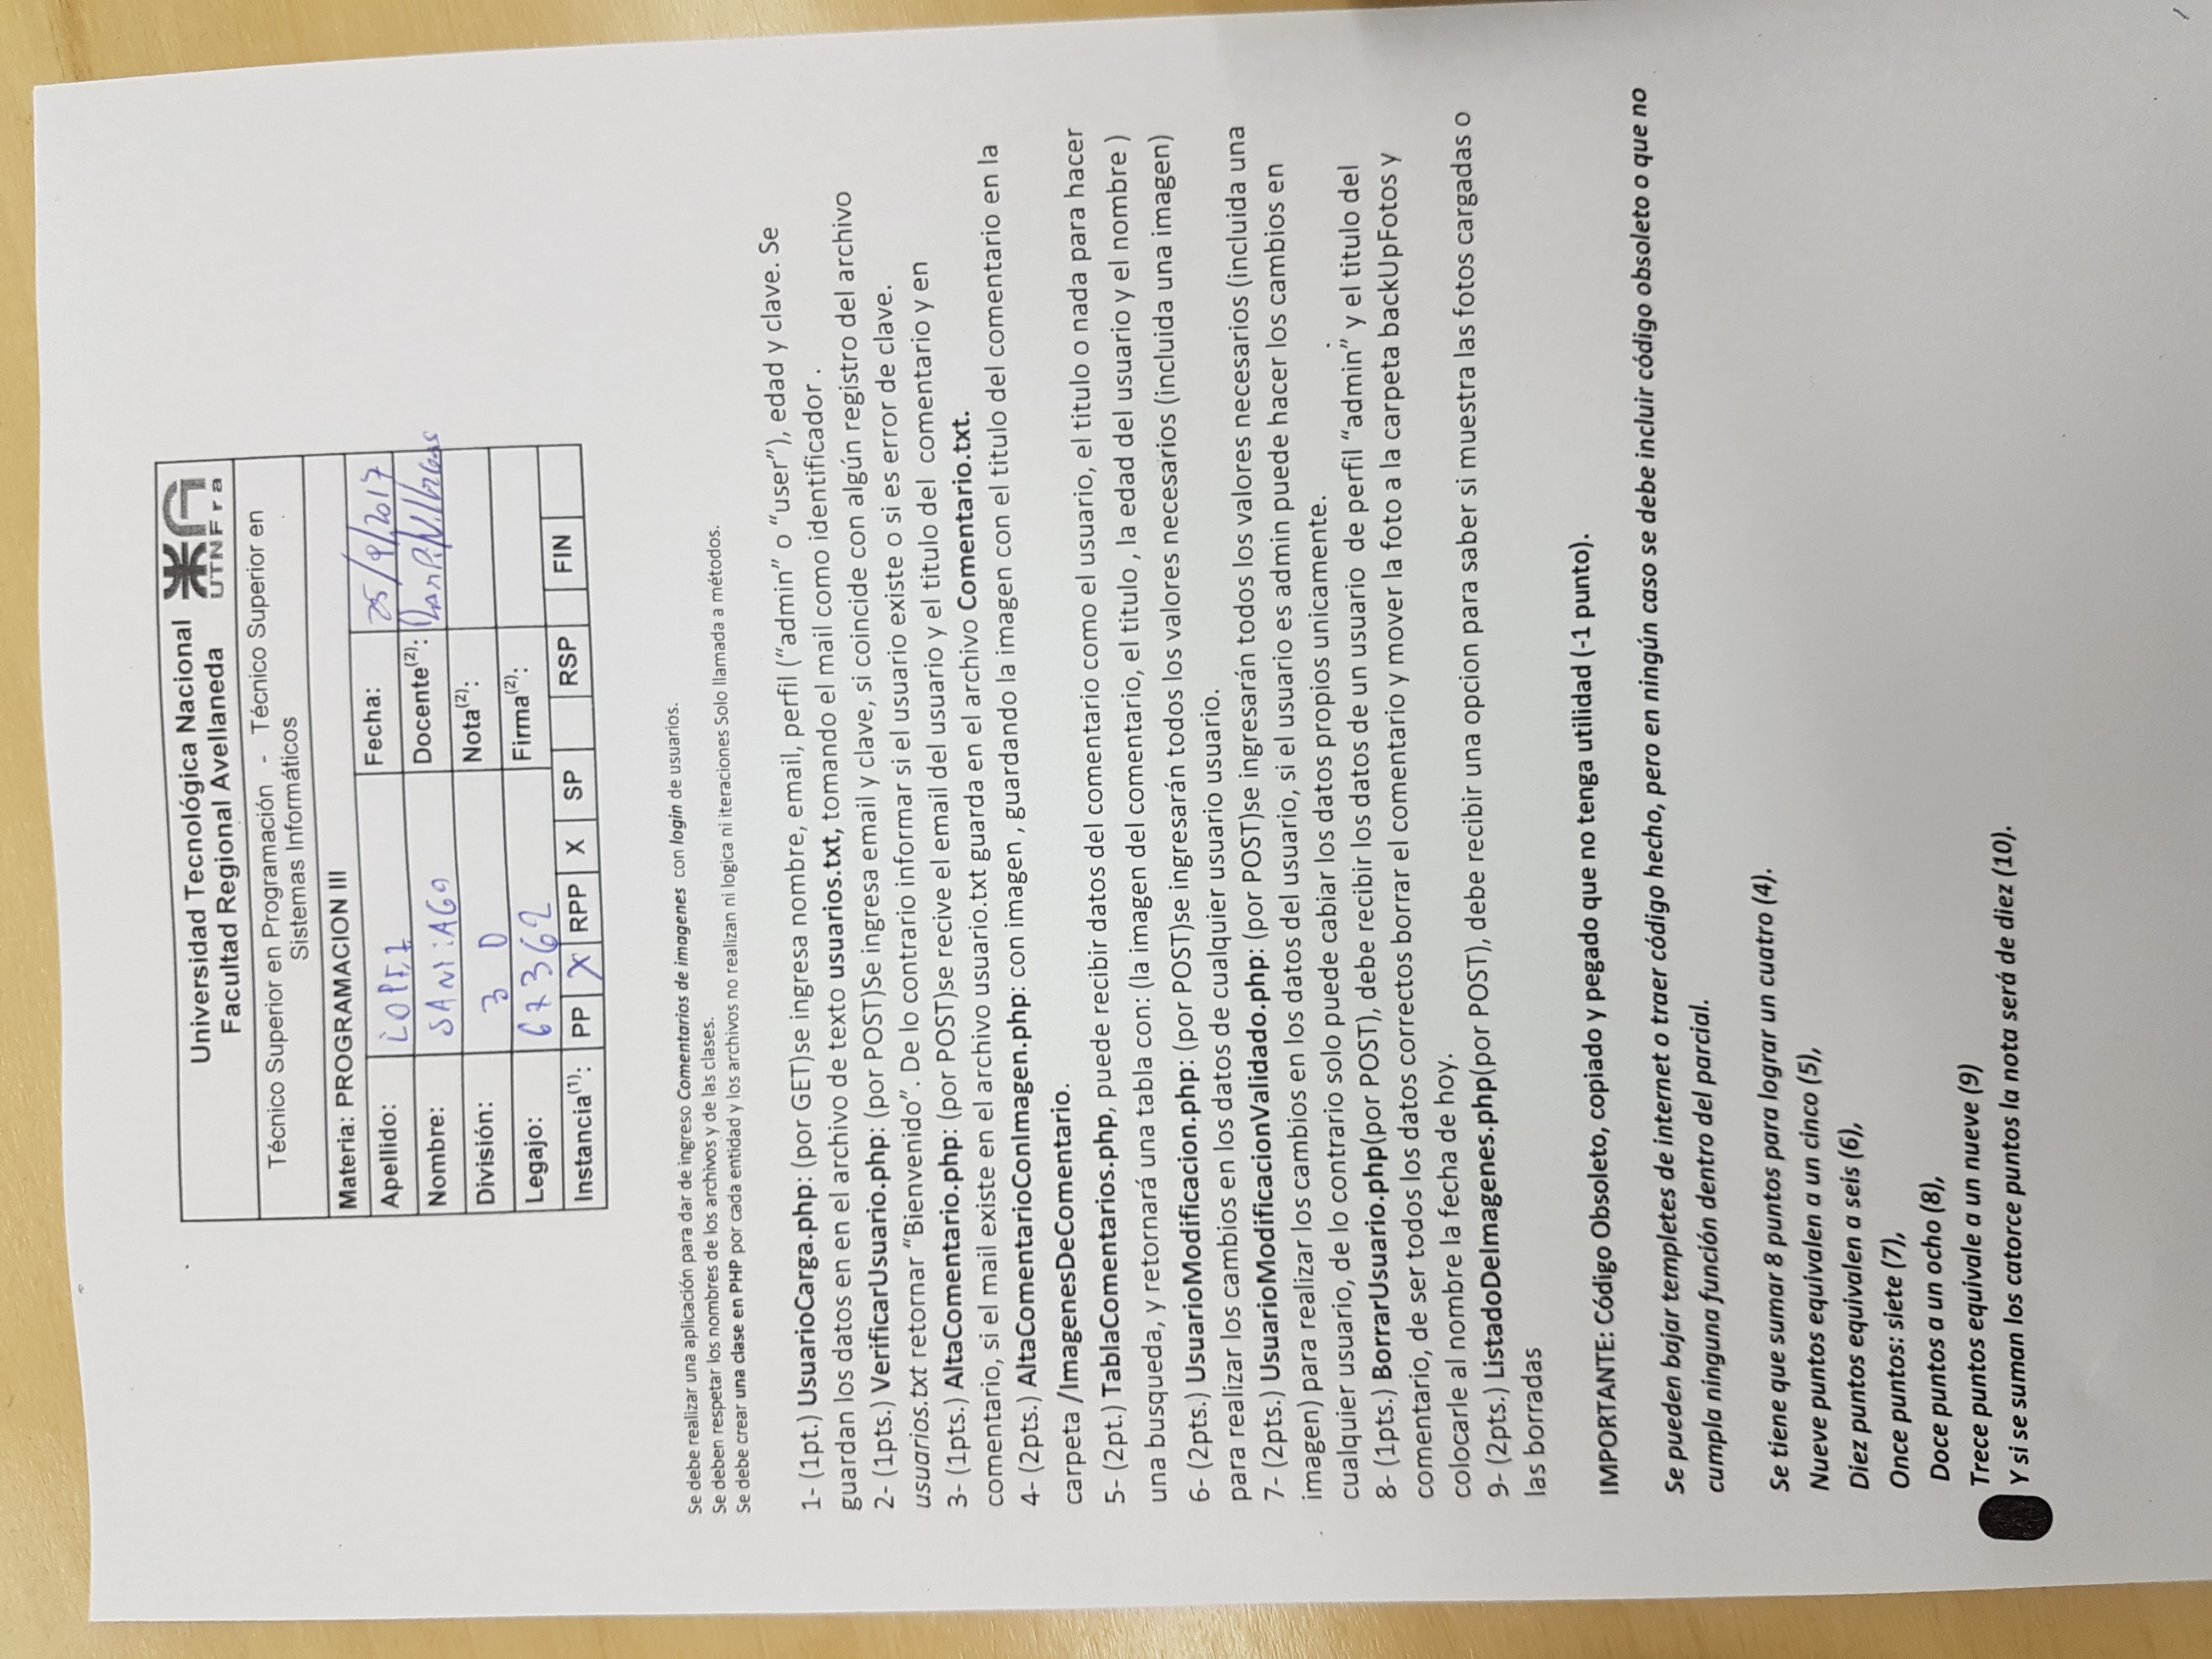 Universidad Tecnológica Nacional
Facultad Regional Avellaneda
UTNFra
Técnico Superior en Programación - Técnico Superior en
Sistemas Informáticos
Materia: PROGRAMACION III
Apellido: LOPEZ Fecha: 25/9/2017
Nombre: SANTiAGO Docente(2):
División: 3 D Nota(2):
Legajo: 67362 Firma(2):
Instancia(1): PP X RPP X SP RSP FIN
Se debe realizar una aplicación para dar de ingreso Comentarios de imagenes con login de usuarios.
Se deben respetar los nombres de los archivos y de las clases.
Se debe crear una clase en PHP por cada entidad y los archivos no realizan ni logica ni iteraciones Solo llamada a métodos.
1- (1pt.) UsuarioCarga.php: (por GET)se ingresa nombre, email, perfil (“admin” o “user”), edad y clave. Se
guardan los datos en en el archivo de texto usuarios.txt, tomando el mail como identificador .
2- (1pts.) VerificarUsuario.php: (por POST)Se ingresa email y clave, si coincide con algún registro del archivo
usuarios.txt retornar “Bienvenido”. De lo contrario informar si el usuario existe o si es error de clave.
3- (1pts.) AltaComentario.php: (por POST)se recive el email del usuario y el titulo del comentario y en
comentario, si el mail existe en el archivo usuario.txt guarda en el archivo Comentario.txt.
4- (2pts.) AltaComentarioConImagen.php: con imagen , guardando la imagen con el titulo del comentario en la
carpeta /ImagenesDeComentario.
5- (2pt.) TablaComentarios.php, puede recibir datos del comentario como el usuario, el titulo o nada para hacer
una busqueda, y retornará una tabla con: (la imagen del comentario, el titulo , la edad del usuario y el nombre )
6- (2pts.) UsuarioModificacion.php: (por POST)se ingresarán todos los valores necesarios (incluida una imagen)
para realizar los cambios en los datos de cualquier usuario usuario.
7- (2pts.) UsuarioModificacionValidado.php: (por POST)se ingresarán todos los valores necesarios (incluida una
imagen) para realizar los cambios en los datos del usuario, si el usuario es admin puede hacer los cambios en
cualquier usuario, de lo contrario solo puede cabiar los datos propios unicamente.
8- (1pts.) BorrarUsuario.php(por POST), debe recibir los datos de un usuario de perfil “admin” y el titulo del
comentario, de ser todos los datos correctos borrar el comentario y mover la foto a la carpeta backUpFotos y
colocarle al nombre la fecha de hoy.
9- (2pts.) ListadoDeImagenes.php(por POST), debe recibir una opcion para saber si muestra las fotos cargadas o
las borradas
IMPORTANTE: Código Obsoleto, copiado y pegado que no tenga utilidad (-1 punto).
Se pueden bajar templetes de internet o traer código hecho, pero en ningún caso se debe incluir código obsoleto o que no
cumpla ninguna función dentro del parcial.
Se tiene que sumar 8 puntos para lograr un cuatro (4).
Nueve puntos equivalen a un cinco (5),
Diez puntos equivalen a seis (6),
Once puntos: siete (7),
Doce puntos a un ocho (8),
Trece puntos equivale a un nueve (9)
Y si se suman los catorce puntos la nota será de diez (10).